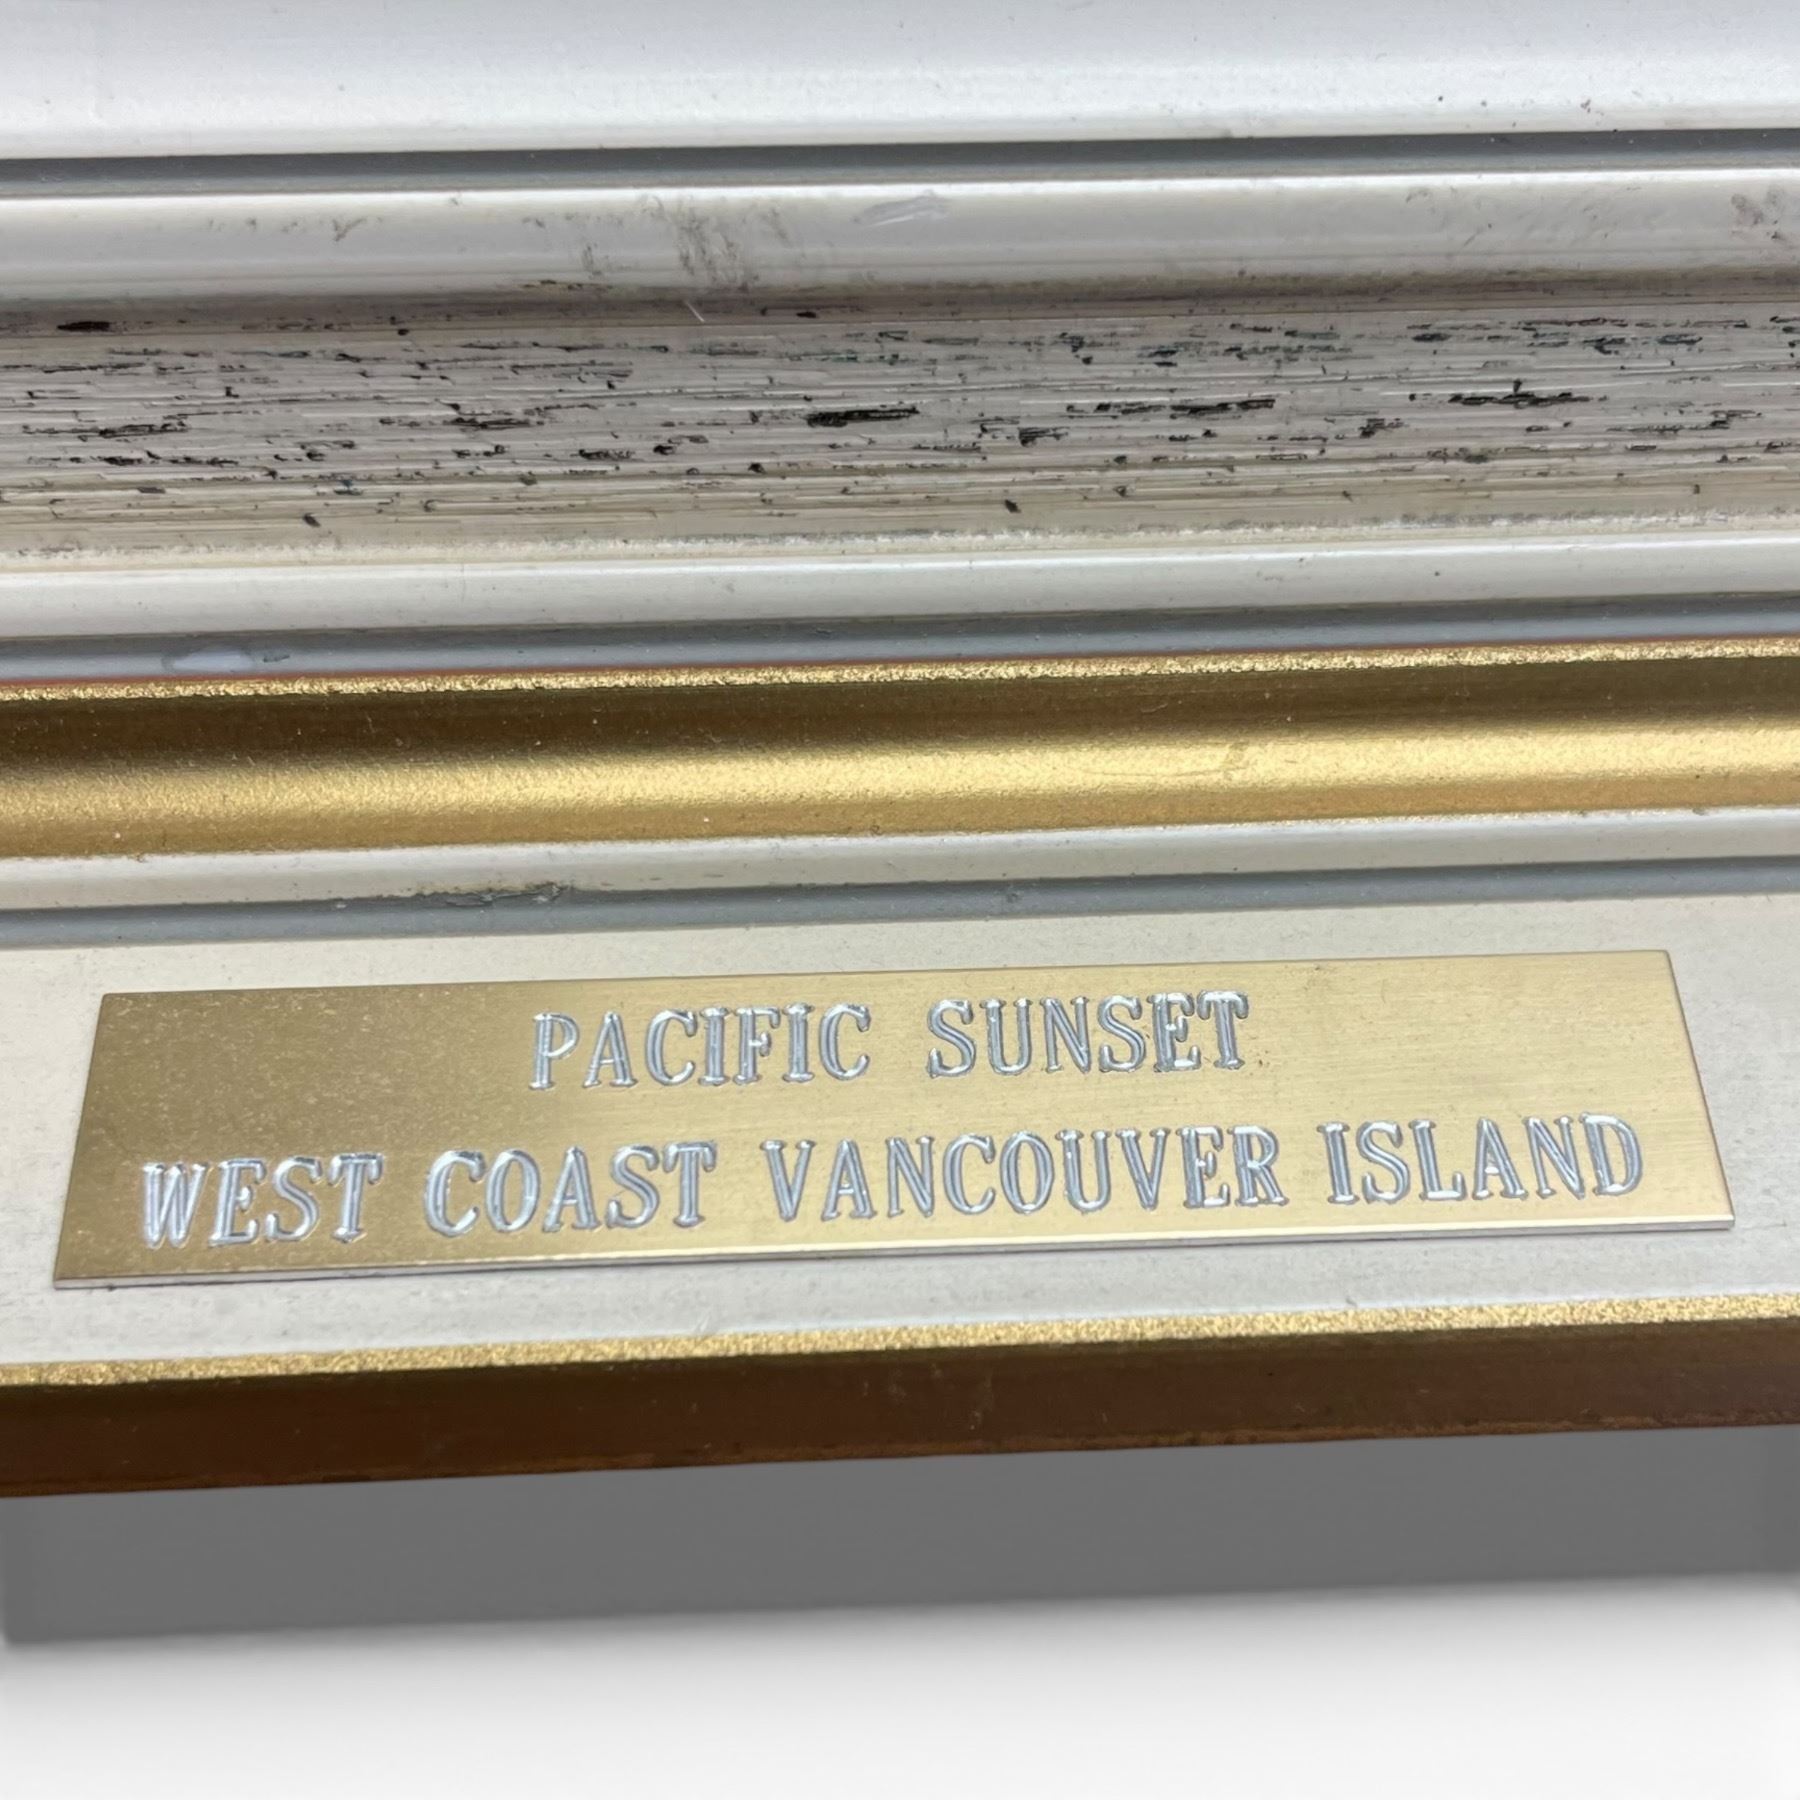 PACIFIC SUNSET
WEST COAST VANCOUVER ISLAND